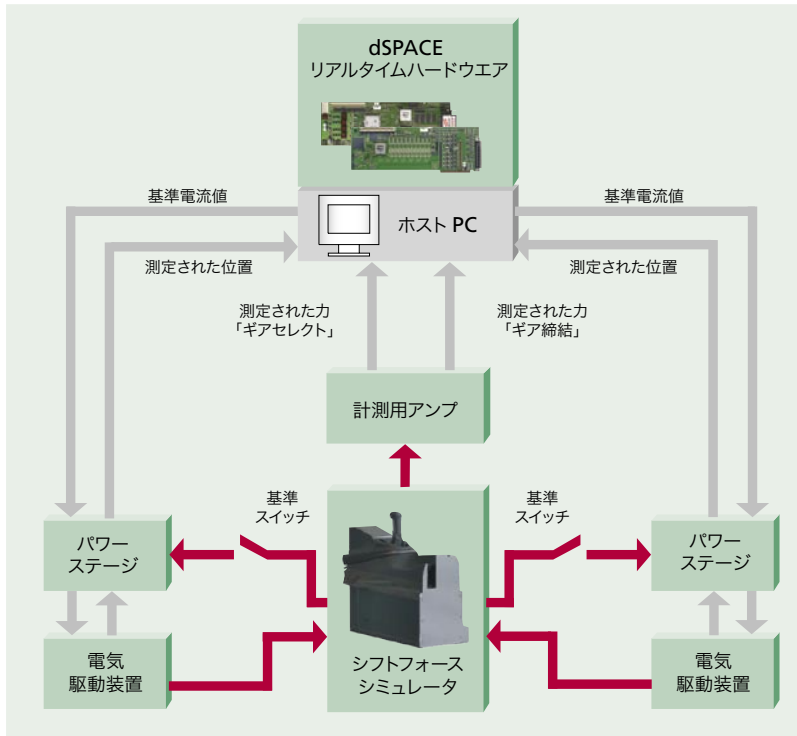 dSPACE
リアルタイムハードウエア
ホスト PC
基準電流値
基準電流値
測定された位置
測定された位置
測定された力
「ギアセレクト」
測定された力
「ギア締結」
計測用アンプ
基準
スイッチ
基準
スイッチ
パワー
ステージ
パワー
ステージ
シフトフォース
シミュレータ
電気
駆動装置
電気
駆動装置